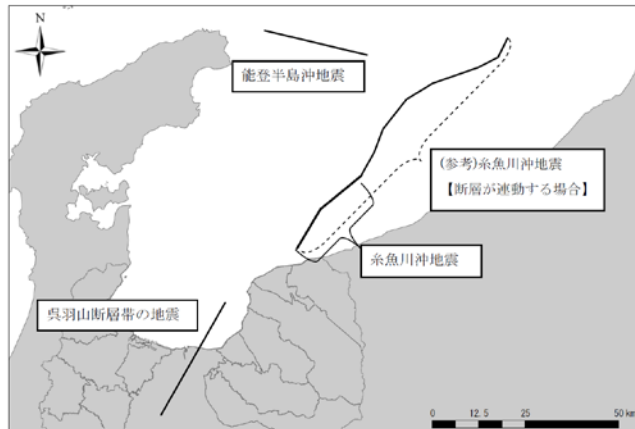 N
能登半島沖地震
(参考)糸魚川沖地震
【断層が連動する場合】
糸魚川沖地震
呉羽山断層帯の地震
0 12.5 25 50 km